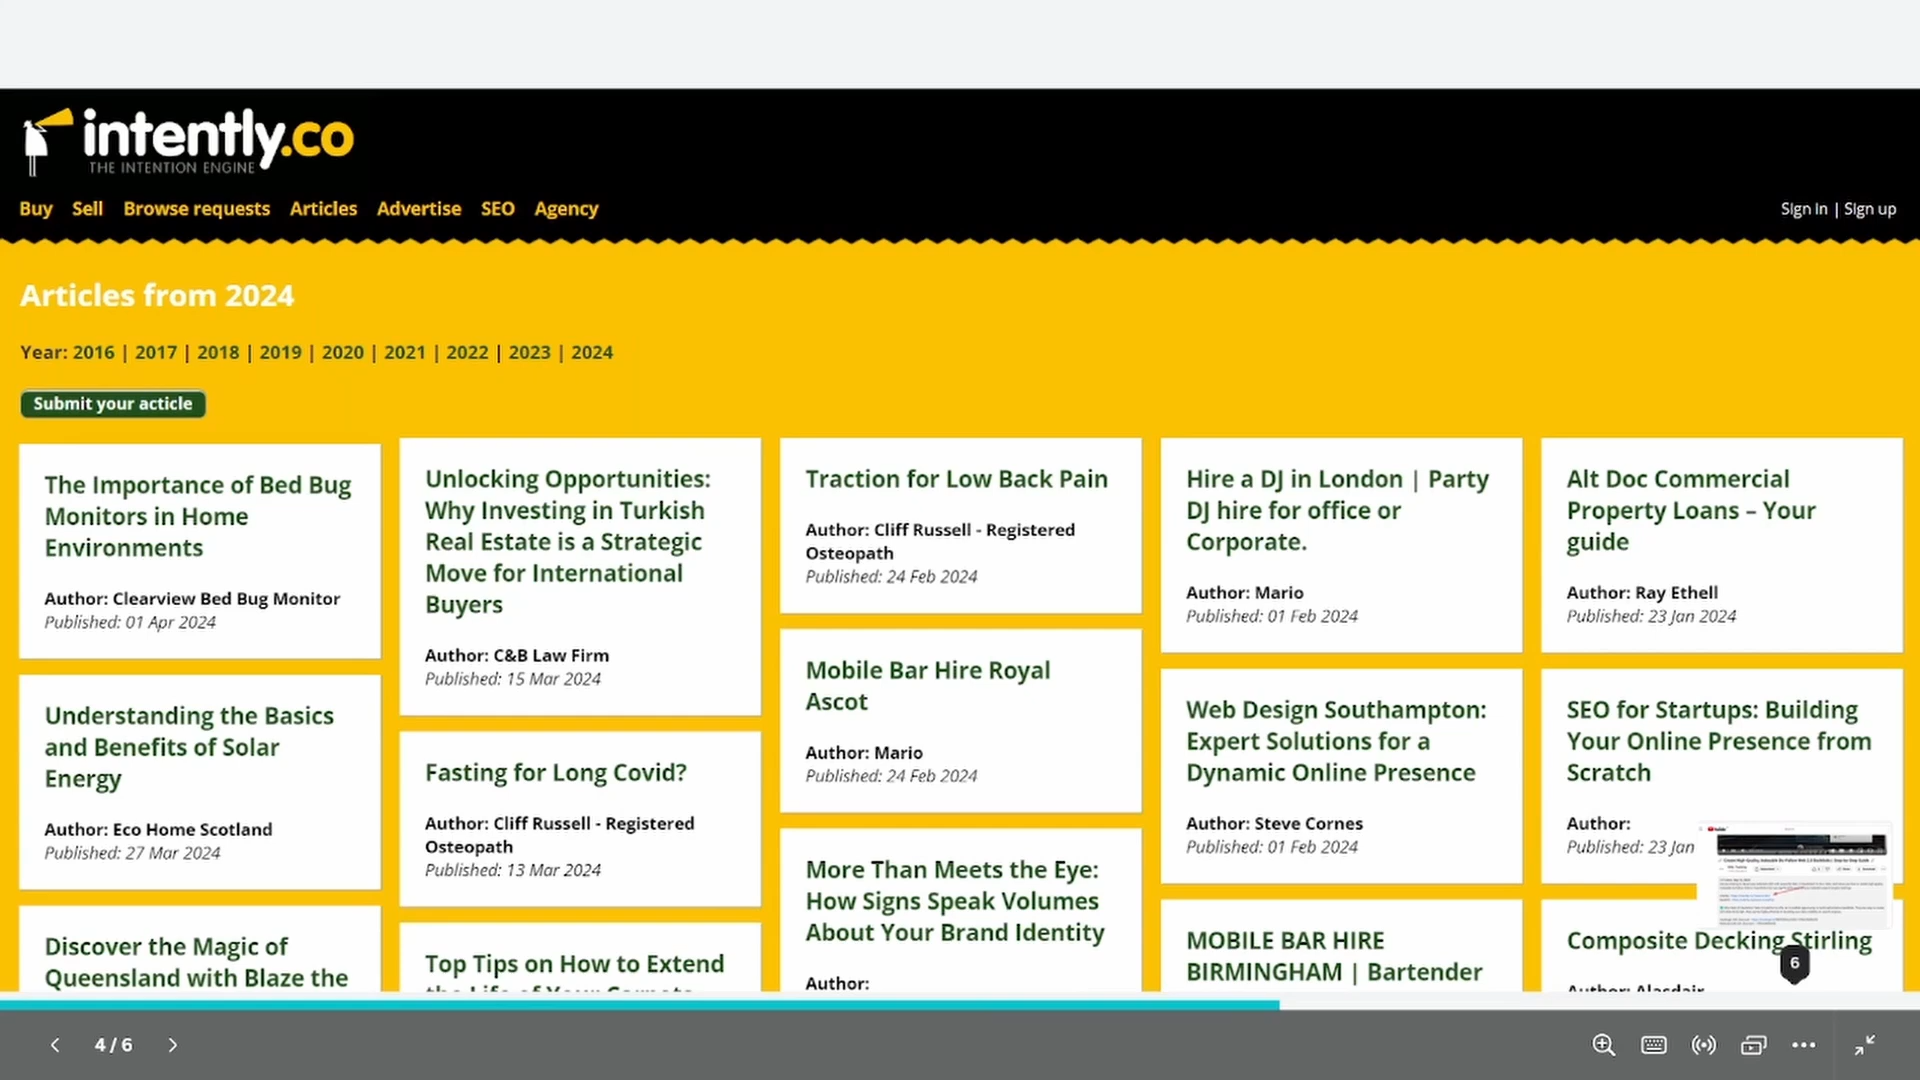 intently.co
THE INTENTION ENGINE
Buy Sell Browse requests Articles Advertise SEO Agency
Sign in | Sign up
Articles from 2024
Year: 2016 | 2017 | 2018 | 2019 | 2020 | 2021 | 2022 | 2023 | 2024
Submit your article
The Importance of Bed Bug
Monitors in Home
Environments
Author: Clearview Bed Bug Monitor
Published: 01 Apr 2024
Understanding the Basics
and Benefits of Solar
Energy
Author: Eco Home Scotland
Published: 27 Mar 2024
Discover the Magic of
Queensland with Blaze the
Unlocking Opportunities:
Why Investing in Turkish
Real Estate is a Strategic
Move for International
Buyers
Author: C&B Law Firm
Published: 15 Mar 2024
Fasting for Long Covid?
Author: Cliff Russell - Registered
Osteopath
Published: 13 Mar 2024
Top Tips on How to Extend
the Life of Your Carpets
Traction for Low Back Pain
Author: Cliff Russell - Registered
Osteopath
Published: 24 Feb 2024
Mobile Bar Hire Royal
Ascot
Author: Mario
Published: 24 Feb 2024
More Than Meets the Eye:
How Signs Speak Volumes
About Your Brand Identity
Author:
Hire a DJ in London | Party
DJ hire for office or
Corporate.
Author: Mario
Published: 01 Feb 2024
Web Design Southampton:
Expert Solutions for a
Dynamic Online Presence
Author: Steve Cornes
Published: 01 Feb 2024
MOBILE BAR HIRE
BIRMINGHAM | Bartender
Alt Doc Commercial
Property Loans – Your
guide
Author: Ray Ethell
Published: 23 Jan 2024
SEO for Startups: Building
Your Online Presence from
Scratch
Author:
Published: 23 Jan
Composite Decking Stirling
Author: Alasdair
6
4 / 6